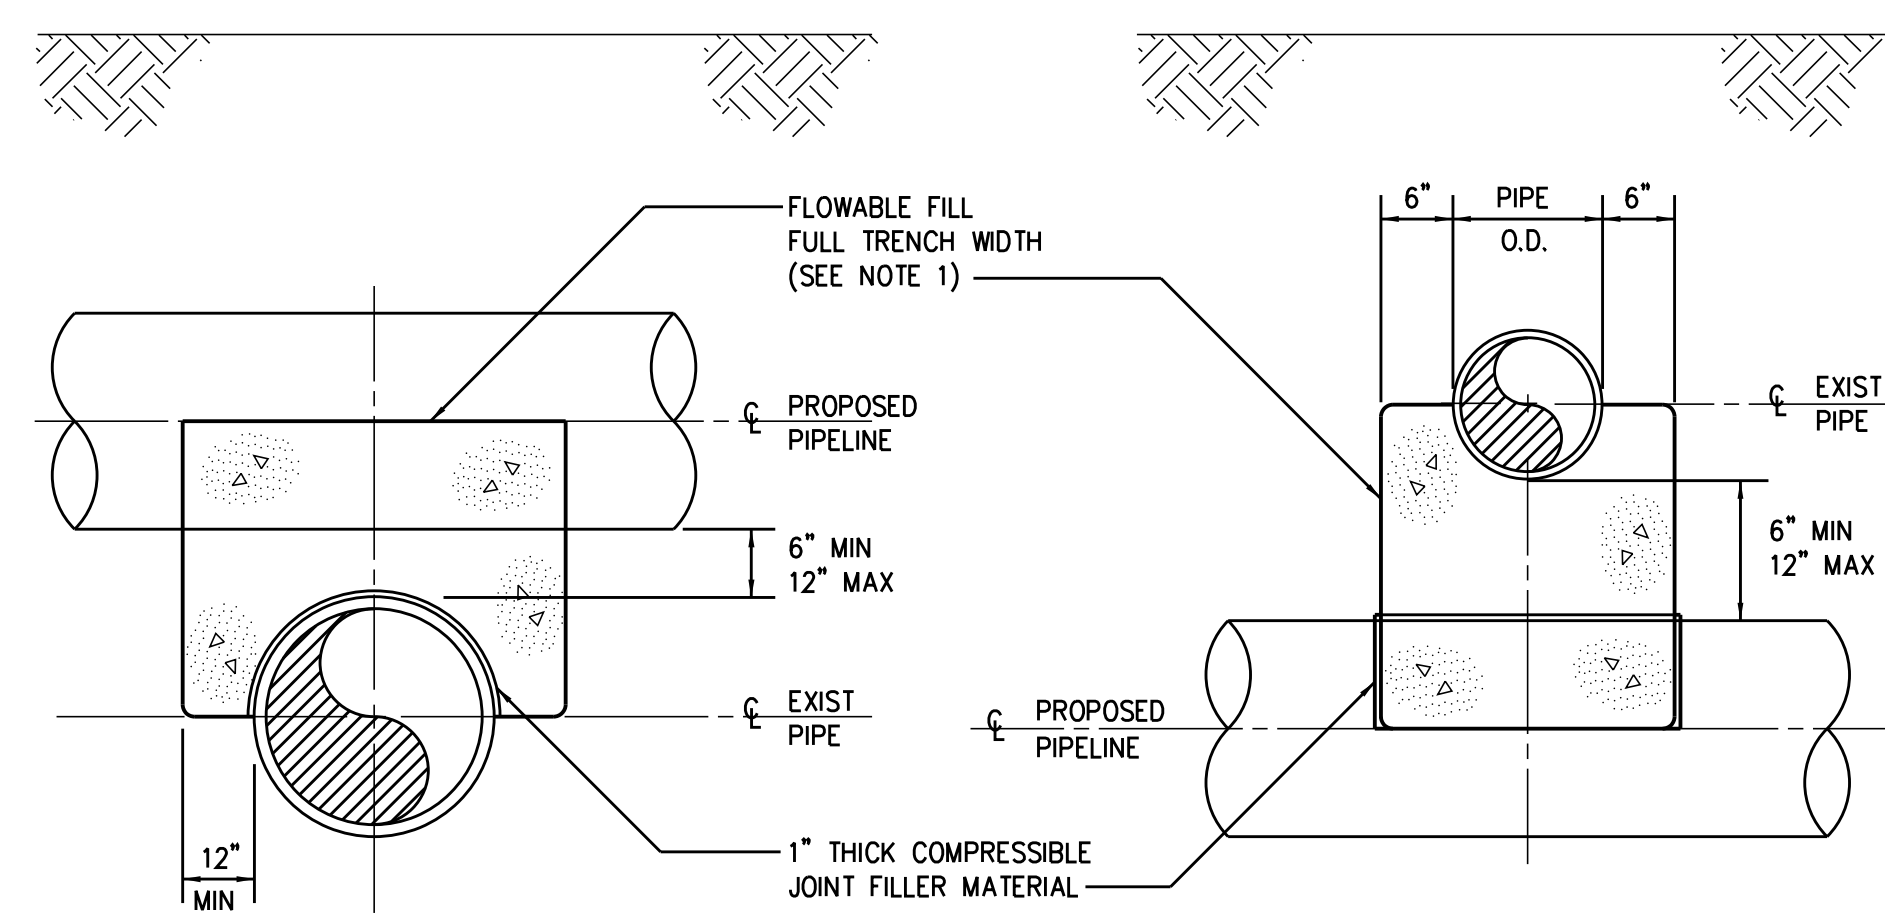 FLOWABLE FILL
FULL TRENCH WIDTH
(SEE NOTE 1)
6" PIPE 6"
O.D.
℄ PROPOSED
PIPELINE
℄ EXIST
PIPE
6" MIN
12" MAX
6" MIN
12" MAX
℄ EXIST
PIPE
℄ PROPOSED
PIPELINE
12"
MIN
1" THICK COMPRESSIBLE
JOINT FILLER MATERIAL